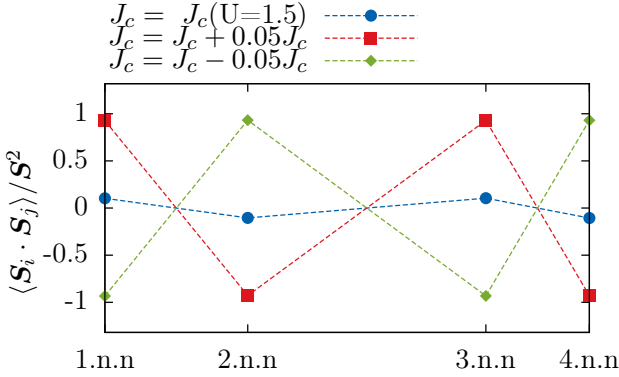 J_c = J_c(U=1.5)
J_c = J_c + 0.05J_c
J_c = J_c − 0.05J_c
1
0.5
0
-0.5
-1
⟨S_i · S_j⟩/S^2
1.n.n 2.n.n 3.n.n 4.n.n